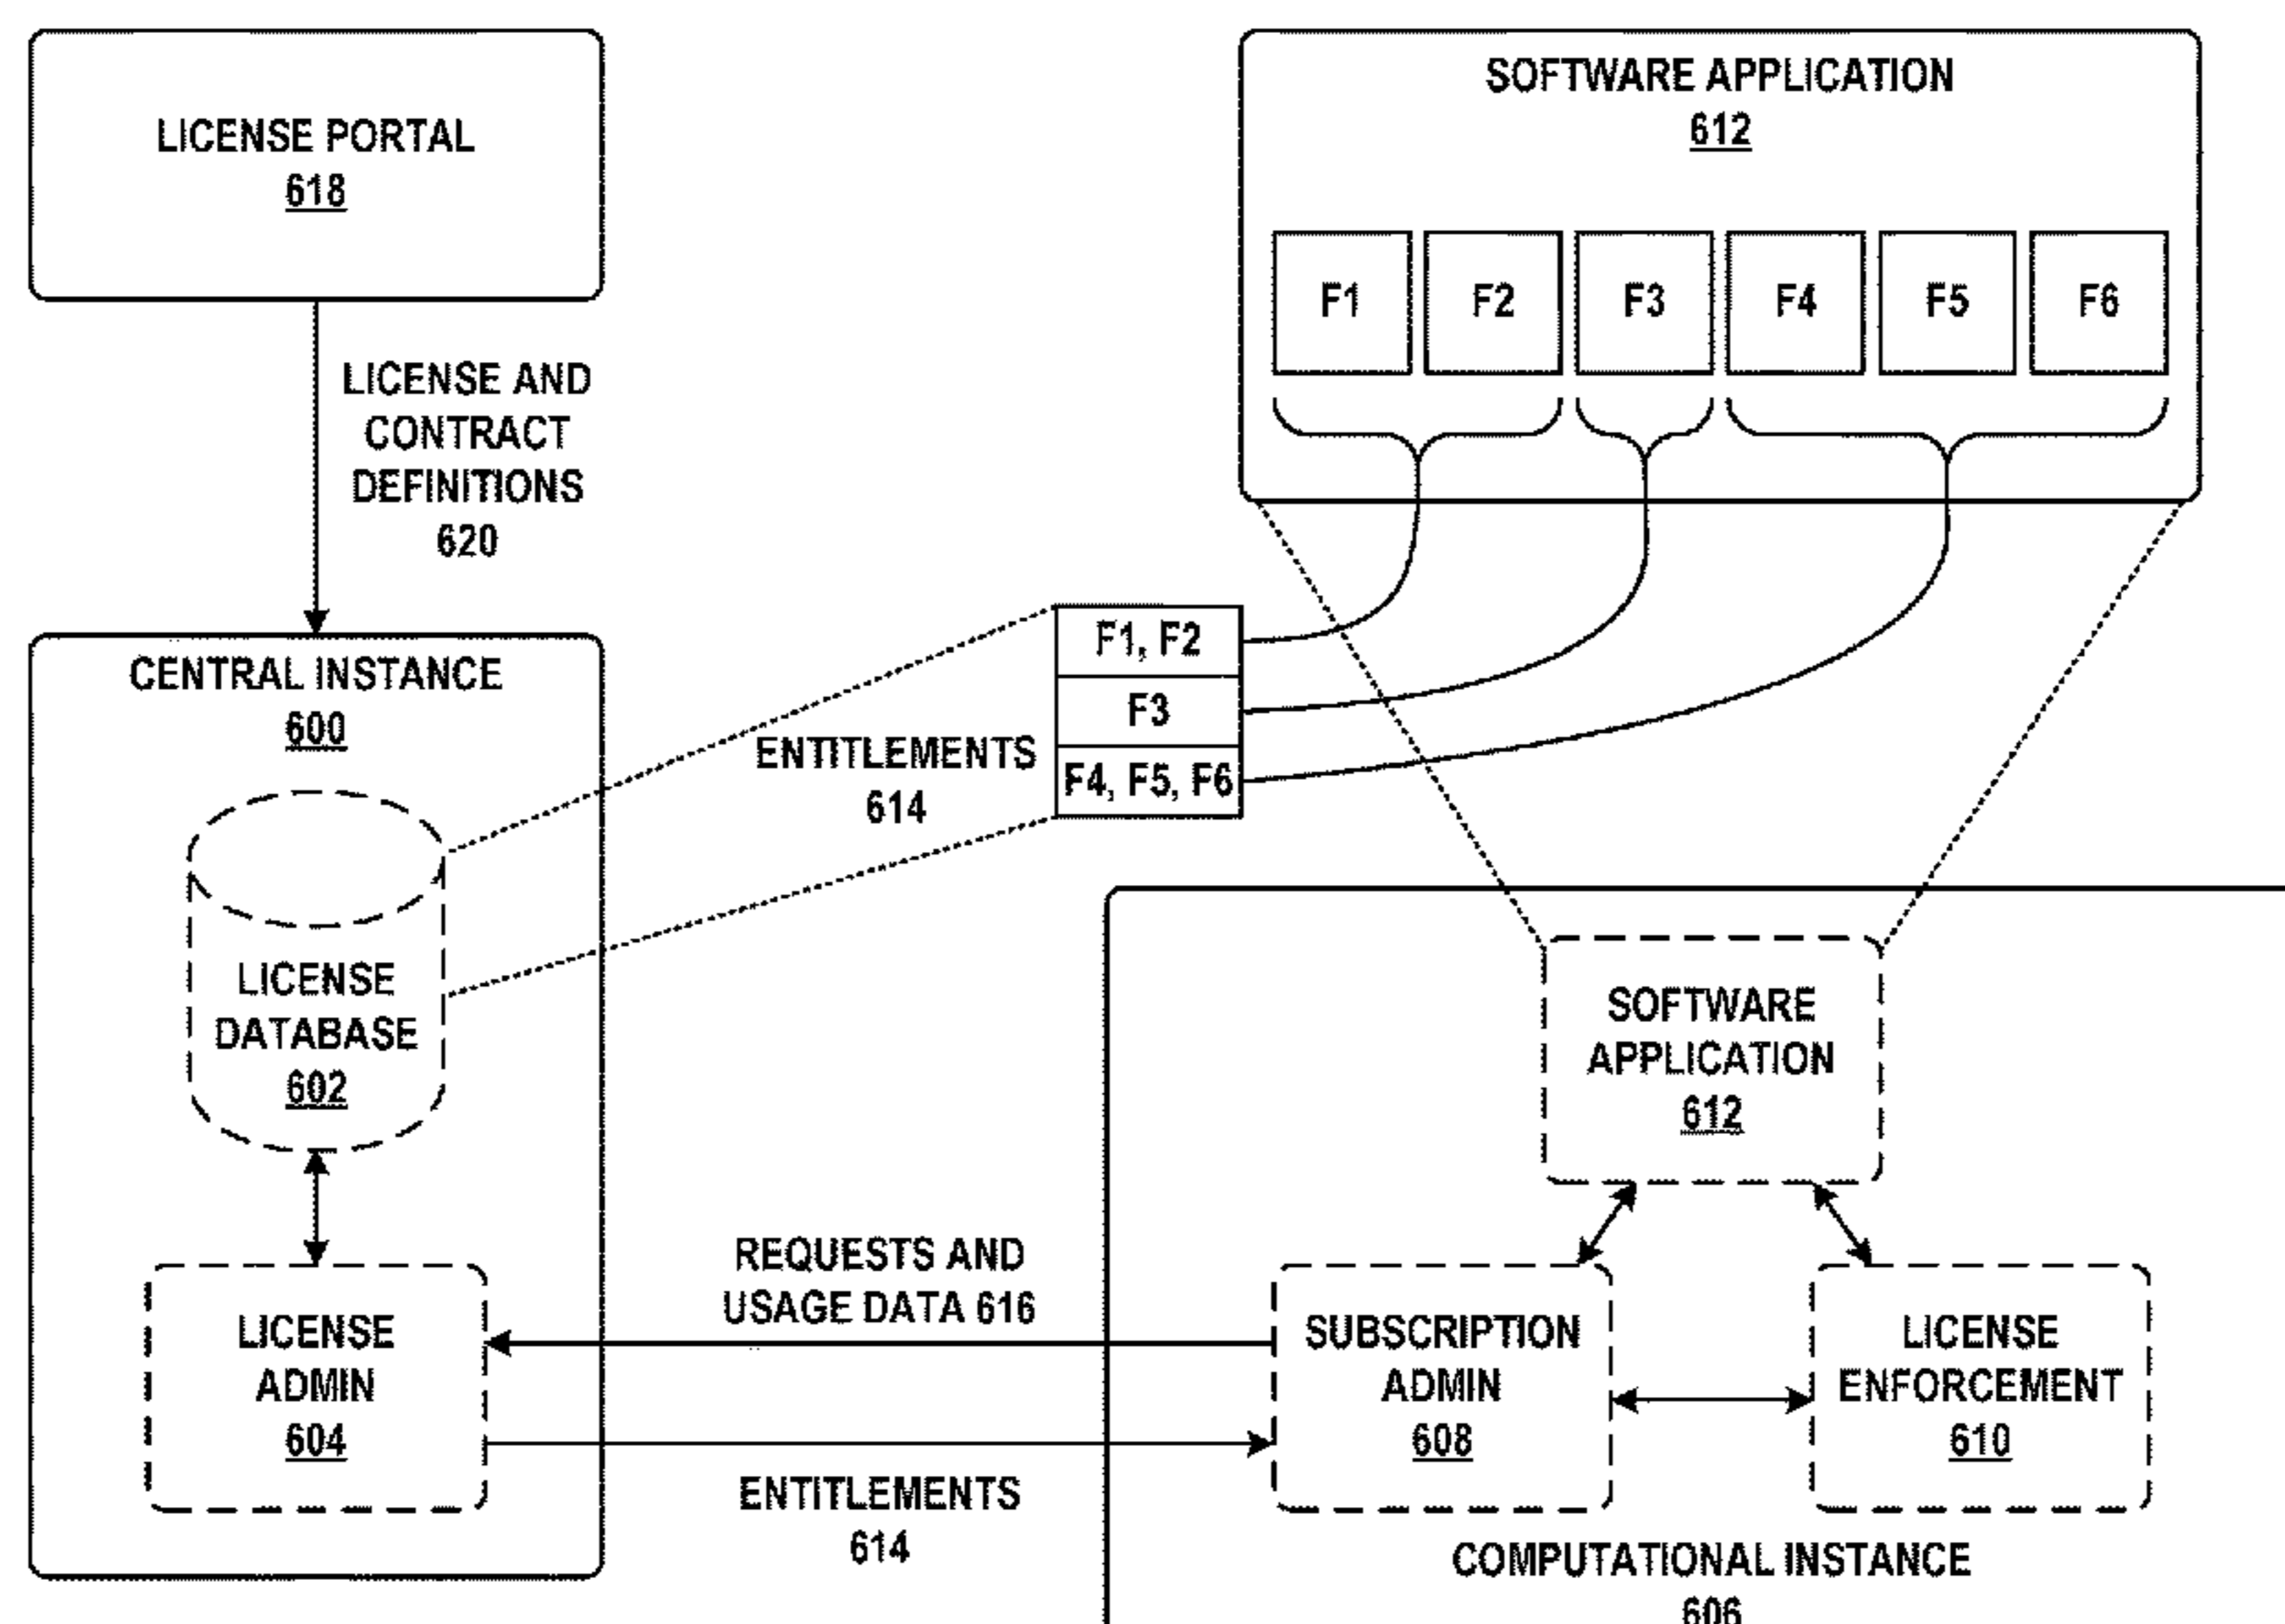 LICENSE PORTAL
618
SOFTWARE APPLICATION
612
F1
F2
F3
F4
F5
F6
LICENSE AND
CONTRACT
DEFINITIONS
620
F1, F2
F3
F4, F5, F6
ENTITLEMENTS
614
CENTRAL INSTANCE
600
LICENSE
DATABASE
602
LICENSE
ADMIN
604
REQUESTS AND
USAGE DATA 616
ENTITLEMENTS
614
SOFTWARE
APPLICATION
612
SUBSCRIPTION
ADMIN
608
LICENSE
ENFORCEMENT
610
COMPUTATIONAL INSTANCE
606